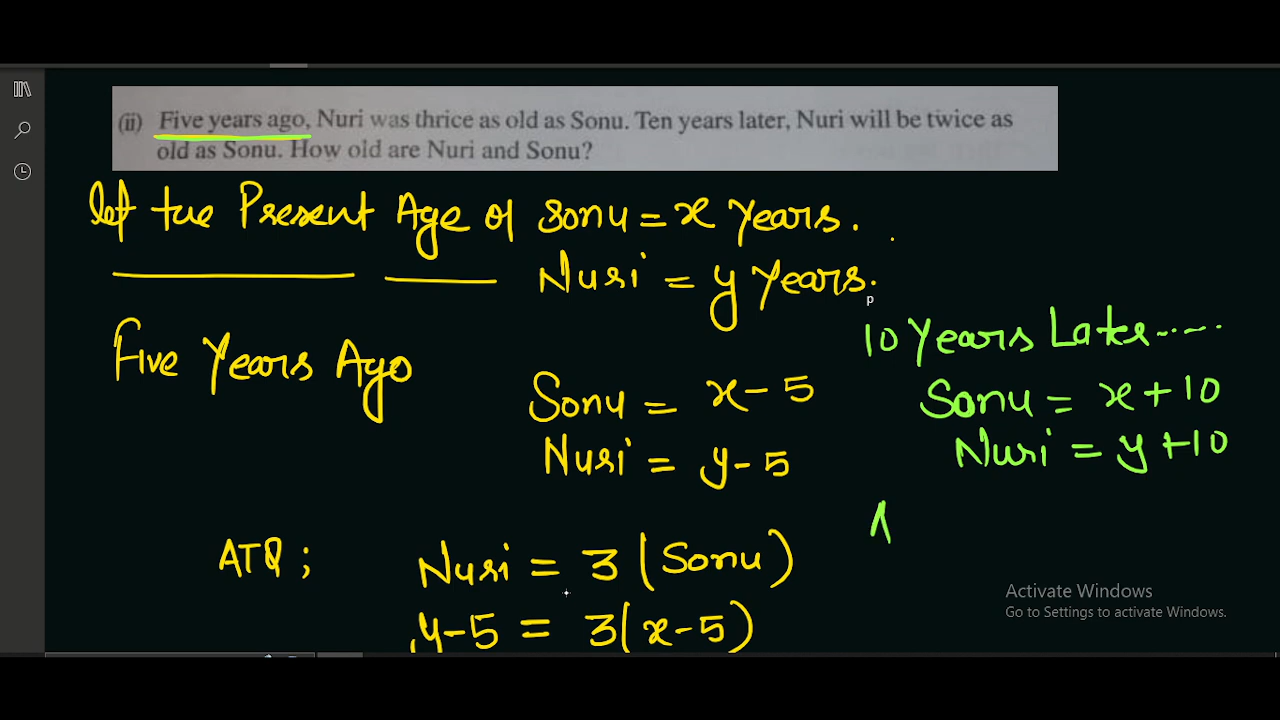 (ii) Five years ago, Nuri was thrice as old as Sonu. Ten years later, Nuri will be twice as
old as Sonu. How old are Nuri and Sonu?
let the Present Age of Sonu = x Years.
Nuri = y Years.
p
Five Years Ago
Sonu = x - 5
Nuri = y - 5
10 Years Later.....
Sonu = x + 10
Nuri = y + 10
A
ATQ ; Nuri = 3 (Sonu)
y - 5 = 3(x - 5)
Activate Windows
Go to Settings to activate Windows.